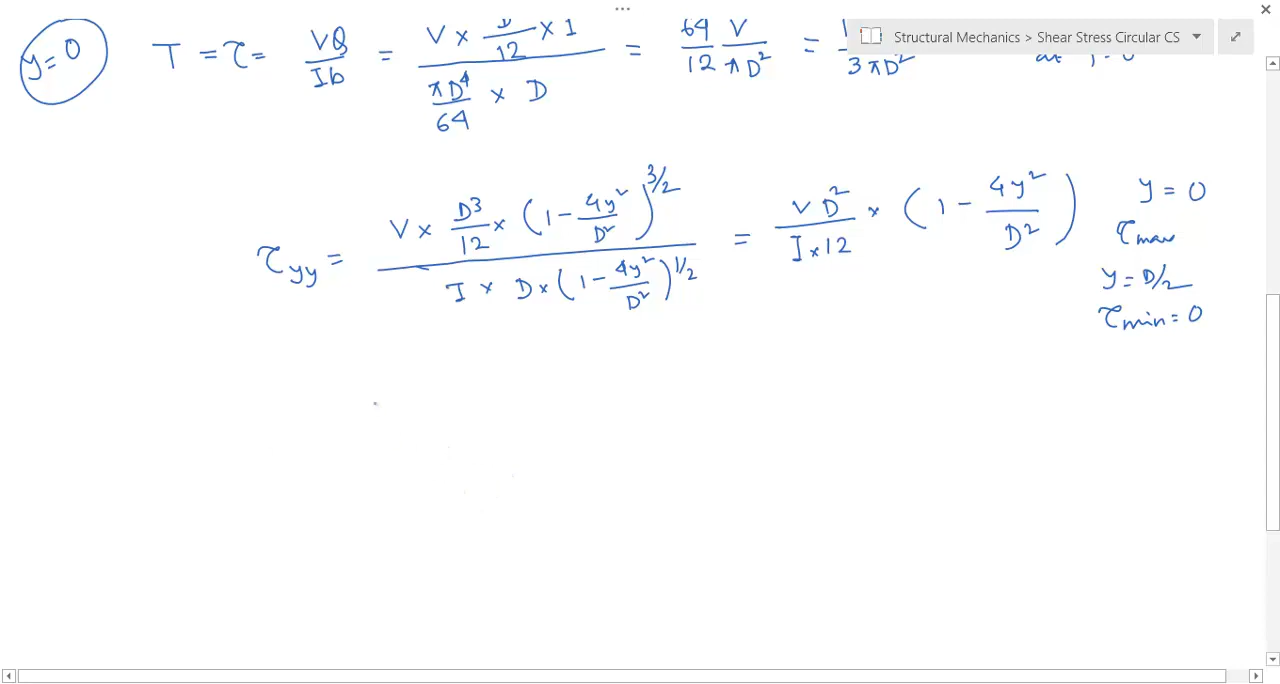 Structural Mechanics > Shear Stress Circular CS
y=0 T = τ = VQ/Ib = (V × /12 × 1)/(πD⁴/64 × D) = 64/12 V/πD² = /3πD² at
τyy = (V × D³/12 × (1 - 4y²/D²)^3/2)/(I × D × (1 - 4y²/D²)^1/2) = VD²/(I×12) × (1 - 4y²/D²)
y = 0
τmax
y = D/2
τmin = 0